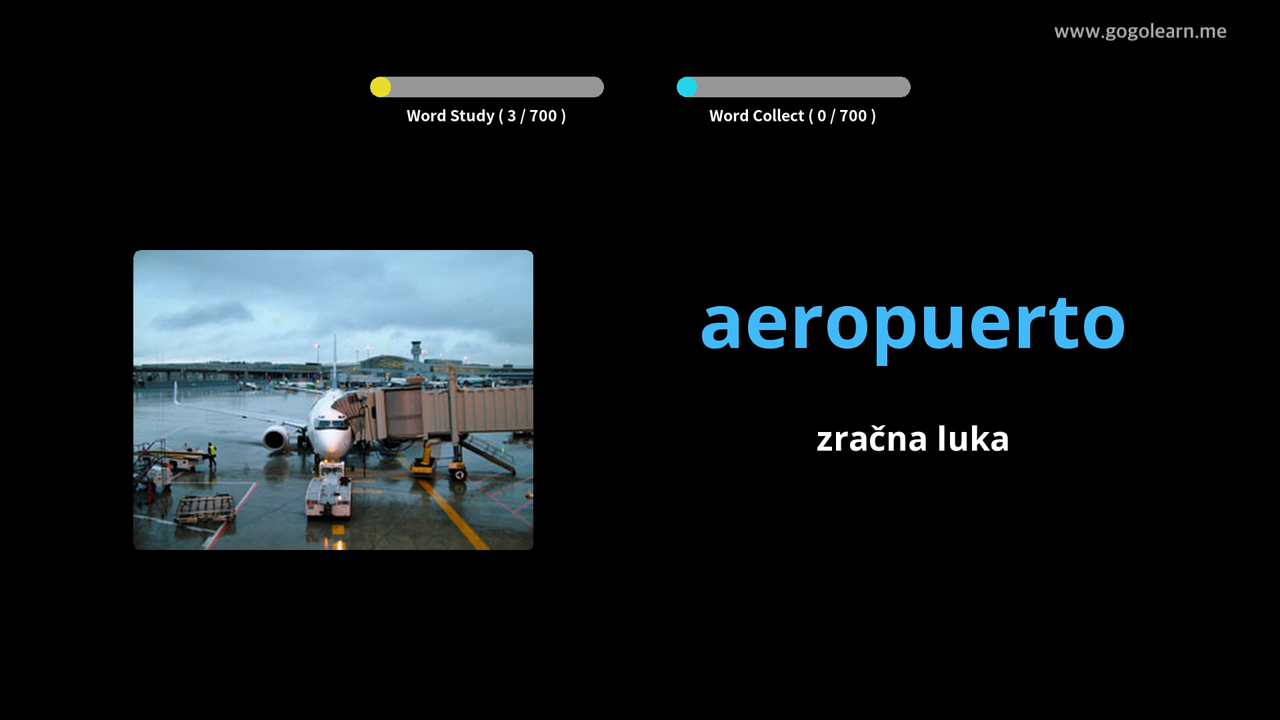 www.gogolearn.me
Word Study ( 3 / 700 )
Word Collect ( 0 / 700 )
aeropuerto
zračna luka